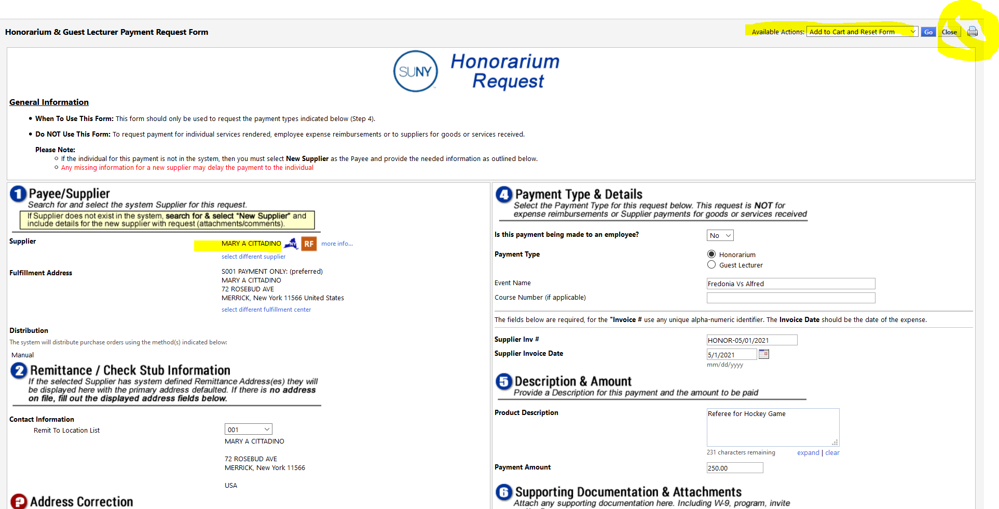 Honorarium & Guest Lecturer Payment Request Form
Available Actions: Add to Cart and Reset Form Go Close
SUNY Honorarium
Request
General Information
• When To Use This Form: This form should only be used to request the payment types indicated below (Step 4).
• Do NOT Use This Form: To request payment for individual services rendered, employee expense reimbursements or to suppliers for goods or services received.
Please Note:
○ If the individual for this payment is not in the system, then you must select New Supplier as the Payee and provide the needed information as outlined below.
○ Any missing information for a new supplier may delay the payment to the individual
1 Payee/Supplier
Search for and select the system Supplier for this request.
If Supplier does not exist in the system, search for & select "New Supplier" and
include details for the new supplier with request (attachments/comments).
Supplier MARY A CITTADINO NY RF more info...
select different supplier
Fulfillment Address S001 PAYMENT ONLY: (preferred)
MARY A CITTADINO
72 ROSEBUD AVE
MERRICK, New York 11566 United States
select different fulfillment center
Distribution
The system will distribute purchase orders using the method(s) indicated below:
Manual
2 Remittance / Check Stub Information
If the selected Supplier has system defined Remittance Address(es) they will
be displayed here with the primary address defaulted. If there is no address
on file, fill out the displayed address fields below.
Contact Information
Remit To Location List 001
MARY A CITTADINO
72 ROSEBUD AVE
MERRICK, New York 11566
USA
? Address Correction
4 Payment Type & Details
Select the Payment Type for this request below. This request is NOT for
expense reimbursements or Supplier payments for goods or services received
Is this payment being made to an employee? No
Payment Type Honorarium
Guest Lecturer
Event Name Fredonia Vs Alfred
Course Number (if applicable)
The fields below are required, for the "Invoice # use any unique alpha-numeric identifier. The Invoice Date should be the date of the expense.
Supplier Inv # HONOR-05/01/2021
Supplier Invoice Date 5/1/2021
mm/dd/yyyy
5 Description & Amount
Provide a Description for this payment and the amount to be paid
Product Description Referee for Hockey Game
231 characters remaining expand | clear
Payment Amount 250.00
6 Supporting Documentation & Attachments
Attach any supporting documentation here. Including W-9, program, invite